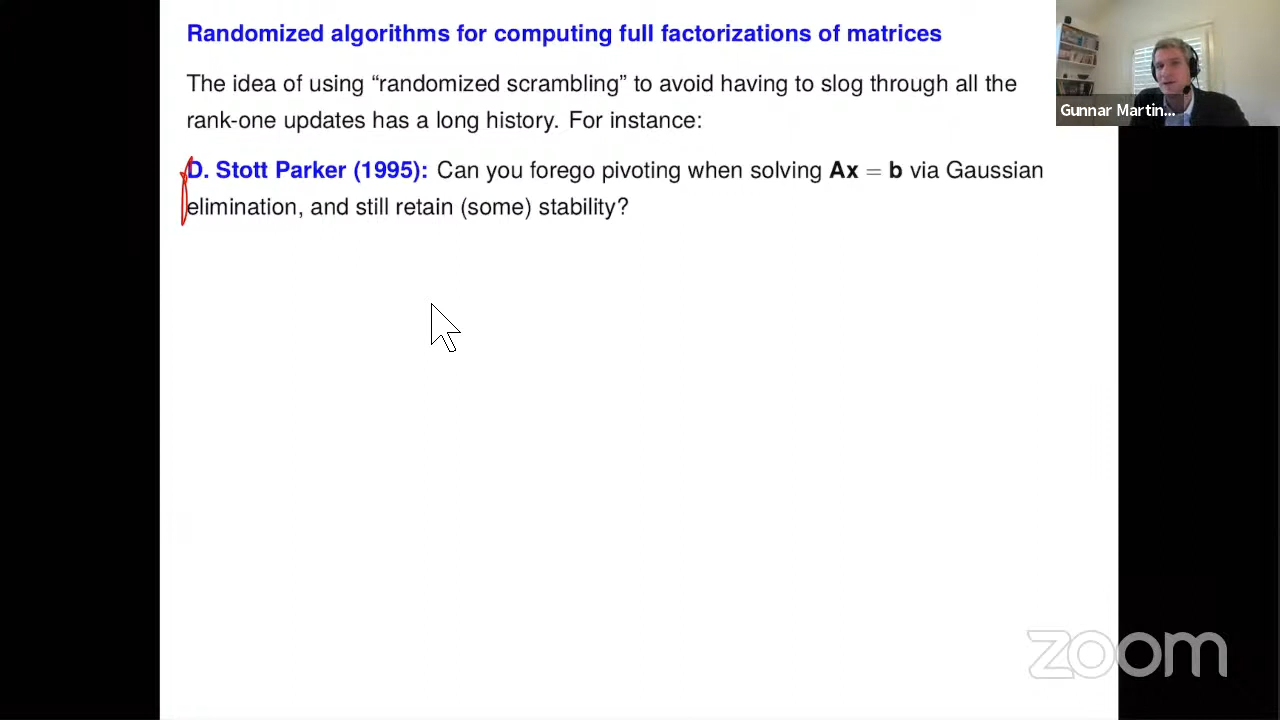 Randomized algorithms for computing full factorizations of matrices
The idea of using “randomized scrambling” to avoid having to slog through all the
rank-one updates has a long history. For instance:
D. Stott Parker (1995): Can you forego pivoting when solving Ax = b via Gaussian
elimination, and still retain (some) stability?
Gunnar Martin...
zoom